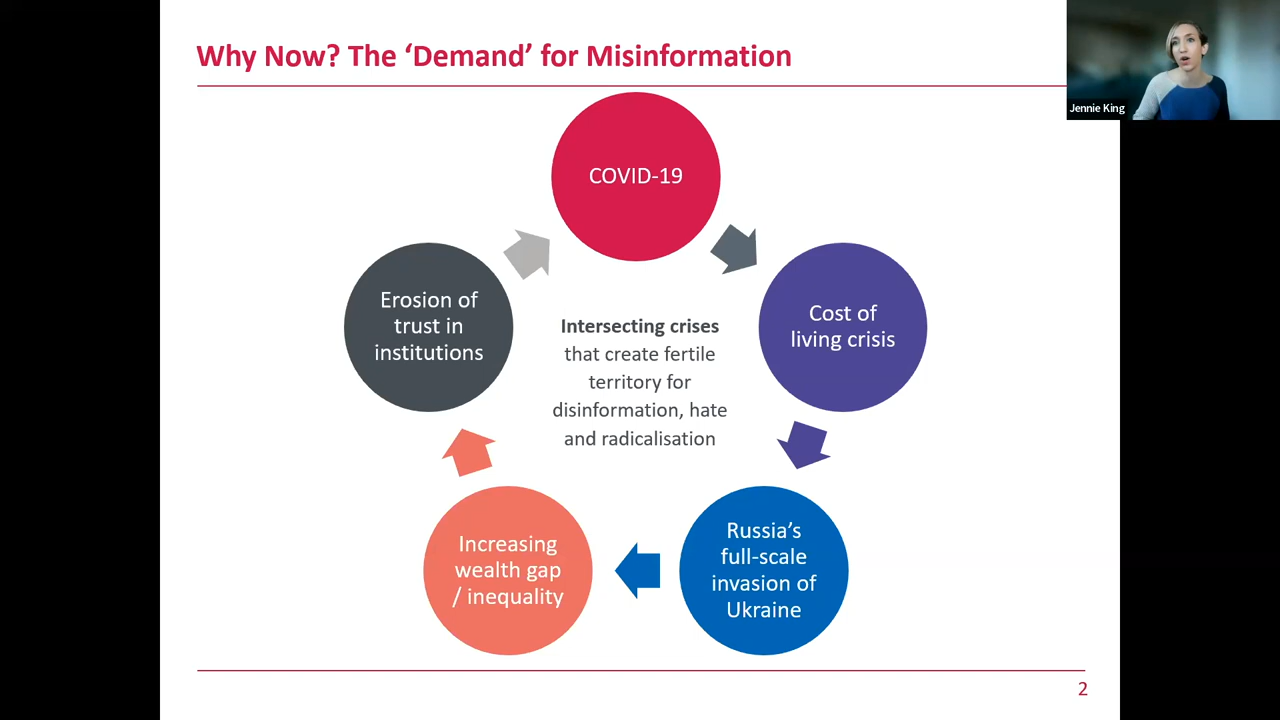 Why Now? The ‘Demand’ for Misinformation
Jennie King
COVID-19
Cost of
living crisis
Russia’s
full-scale
invasion of
Ukraine
Increasing
wealth gap
/ inequality
Erosion of
trust in
institutions
Intersecting crises
that create fertile
territory for
disinformation, hate
and radicalisation
2